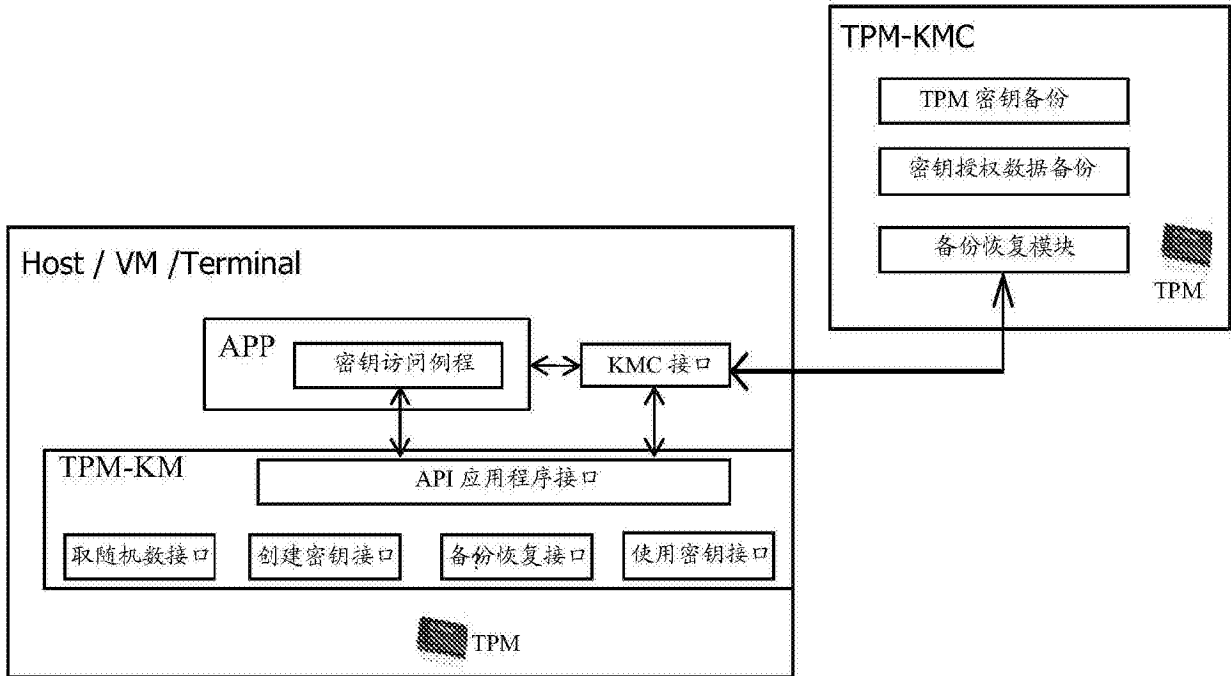 TPM-KMC
TPM 密钥备份
密钥授权数据备份
备份恢复模块
TPM
Host / VM /Terminal
APP
密钥访问例程
KMC 接口
TPM-KM
API 应用程序接口
取随机数接口
创建密钥接口
备份恢复接口
使用密钥接口
TPM